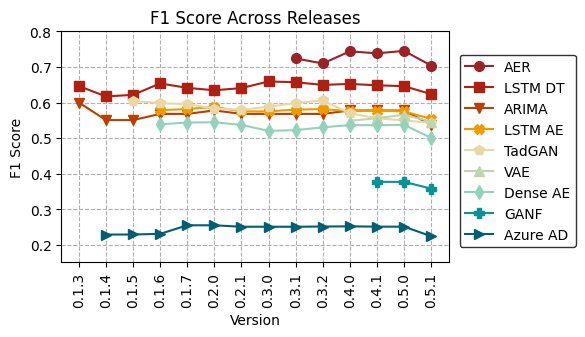 F1 Score Across Releases
F1 Score
0.8
0.7
0.6
0.5
0.4
0.3
0.2
0.1.3
0.1.4
0.1.5
0.1.6
0.1.7
0.2.0
0.2.1
0.3.0
0.3.1
0.3.2
0.4.0
0.4.1
0.5.0
0.5.1
Version
AER
LSTM DT
ARIMA
LSTM AE
TadGAN
VAE
Dense AE
GANF
Azure AD